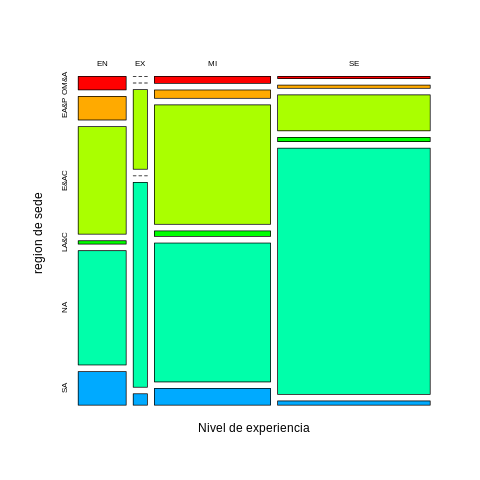 EN EX MI SE
OM&A
EA&P
E&AC
LA&C
NA
SA
region de sede
Nivel de experiencia